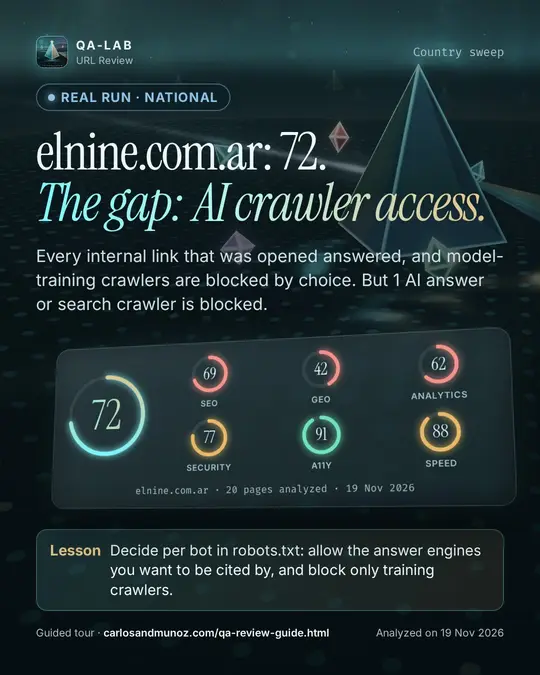 QA-LAB
URL Review
Country sweep
REAL RUN · NATIONAL
elnine.com.ar: 72.
The gap: AI crawler access.
Every internal link that was opened answered, and model-
training crawlers are blocked by choice. But 1 AI answer
or search crawler is blocked.
72
69
SEO
42
GEO
62
ANALYTICS
77
SECURITY
91
A11Y
88
SPEED
elnine.com.ar · 20 pages analyzed · 19 Nov 2026
Lesson Decide per bot in robots.txt: allow the answer engines
you want to be cited by, and block only training
crawlers.
Guided tour · carlosandmunoz.com/qa-review-guide.html
Analyzed on 19 Nov 2026